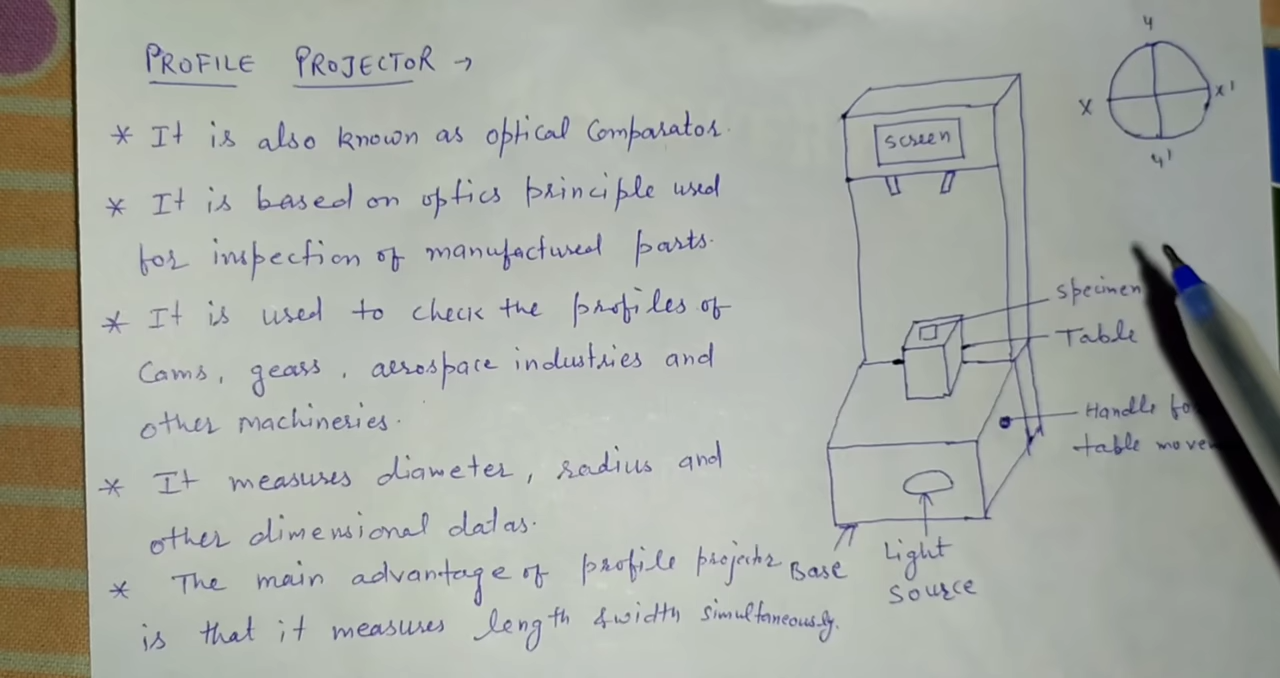 PROFILE PROJECTOR →
* It is also known as optical Comparator.
* It is based on optics principle used
for inspection of manufactured parts.
* It is used to check the profiles of
Cams, gears, aerospace industries and
other machineries.
* It measures diameter, radius and
other dimensional datas.
* The main advantage of profile projector
is that it measures length & width simultaneously.
screen
Specimen
Table
Handle fo
table move
Base
Light
Source
y
x
x'
y'